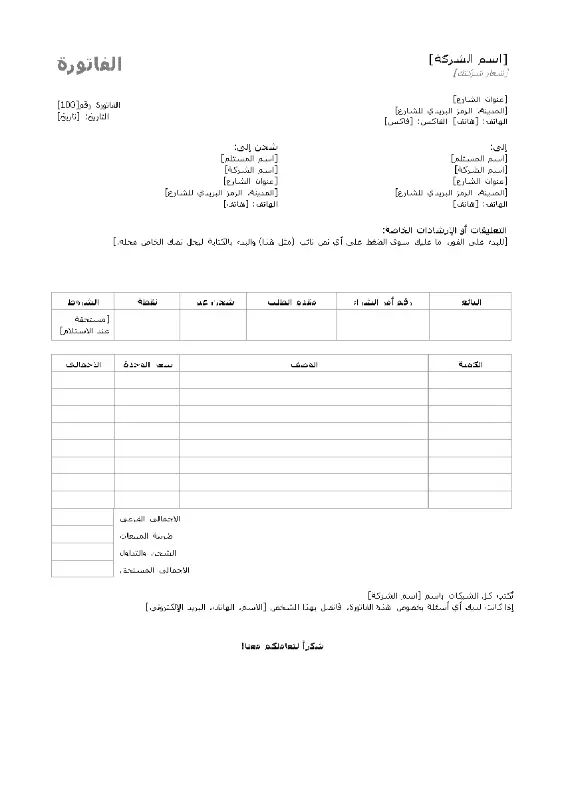 [اسم الشركة]
[شعار شركتك]
الفاتورة
[عنوان الشارع]
[المدينة، الرمز البريدي للشارع]
الهاتف: [هاتف] الفاكس: [فاكس]
الفاتورة رقم[100]
التاريخ: [تاريخ]
إلى:
[اسم المستلم]
[اسم الشركة]
[عنوان الشارع]
[المدينة، الرمز البريدي للشارع]
الهاتف: [هاتف]
شحن إلى:
[اسم المستلم]
[اسم الشركة]
[عنوان الشارع]
[المدينة، الرمز البريدي للشارع]
الهاتف: [هاتف]
التعليقات أو الإرشادات الخاصة:
[للبدء على الفور، ما عليك سوى الضغط على أي نص نائب (مثل هذا) والبدء بالكتابة ليحل نصك الخاص محله.]
البائع رقم أمر الشراء مقدم الطلب شحن عبر نقطة الشروط
[مستحقة
عند الاستلام]
الكمية الوصف سعر الوحدة الاجمالي
الاجمالي الفرعي
ضريبة المبيعات
الشحن والتداول
الاجمالي المستحق
تُكتب كل الشيكات باسم [اسم الشركة]
إذا كانت لديك أي أسئلة بخصوص هذه الفاتورة، فاتصل بهذا الشخص [الاسم، الهاتف، البريد الإلكتروني]
شكراً لتعاملكم معنا!